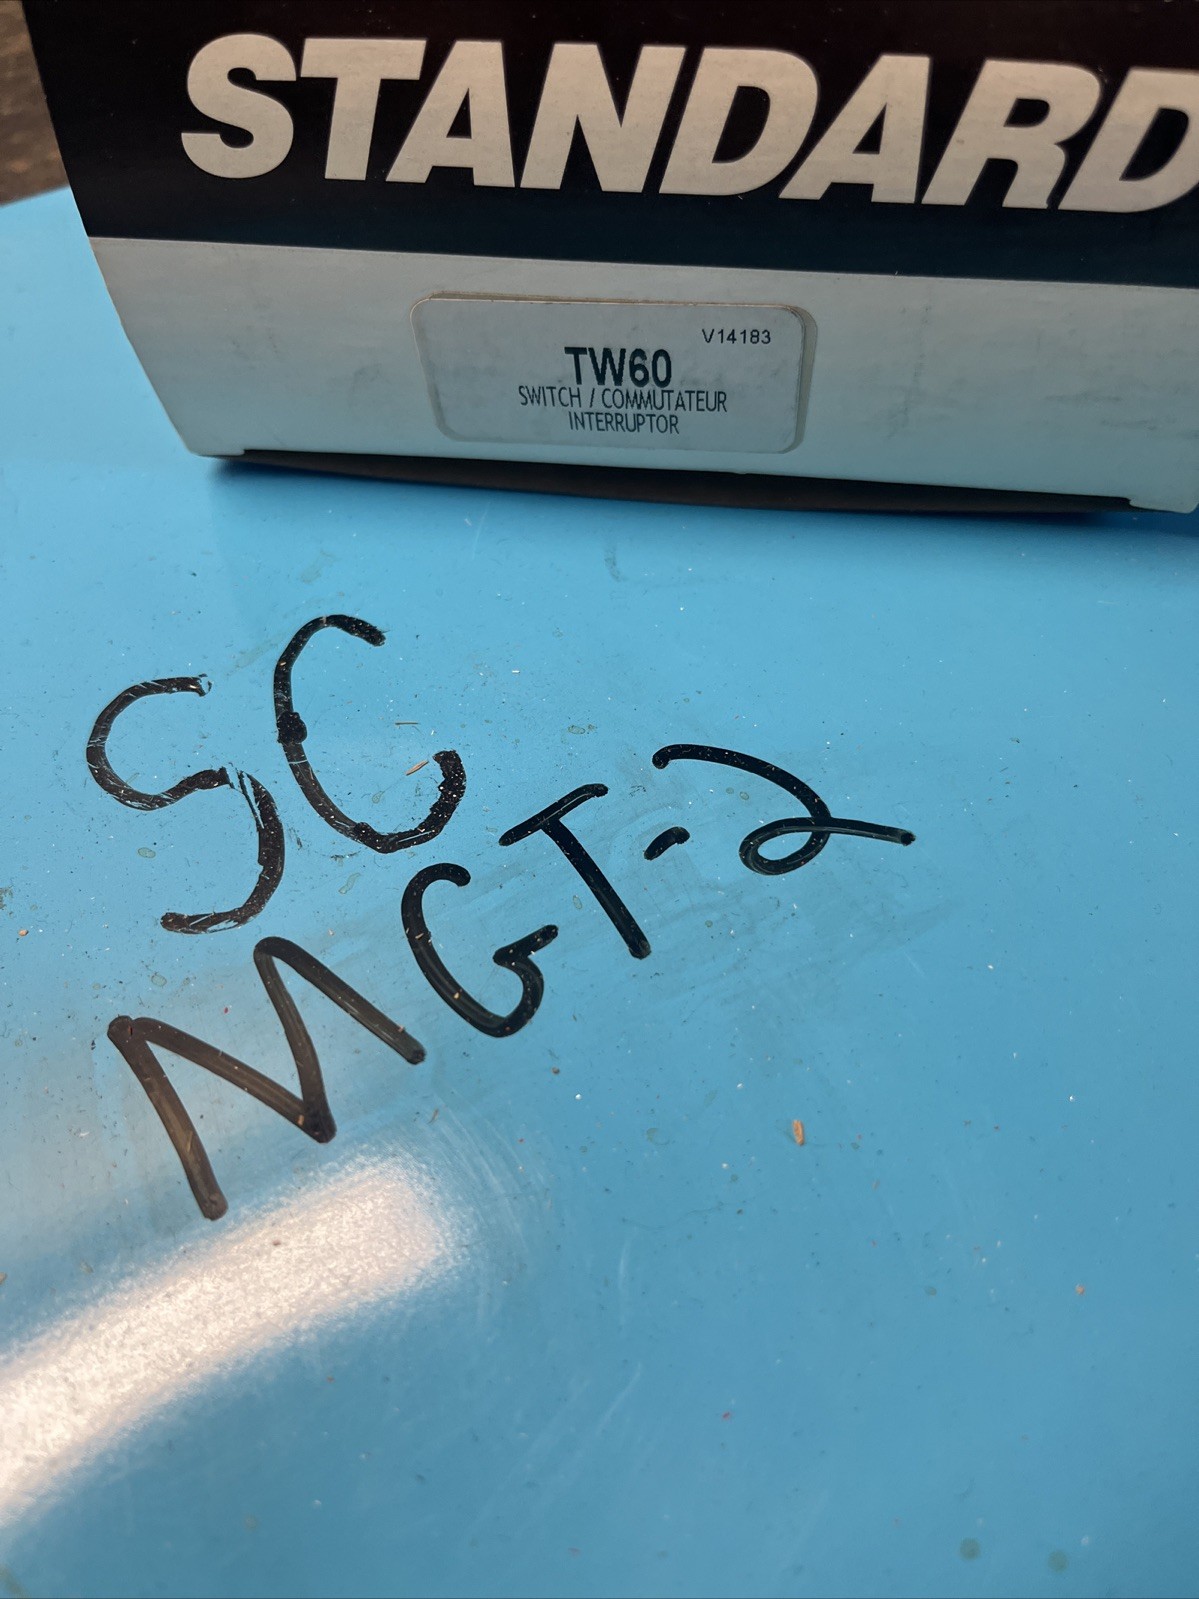 STANDARD
V14183
TW60
SWITCH / COMMUTATEUR
INTERRUPTOR
SC
MGT-2